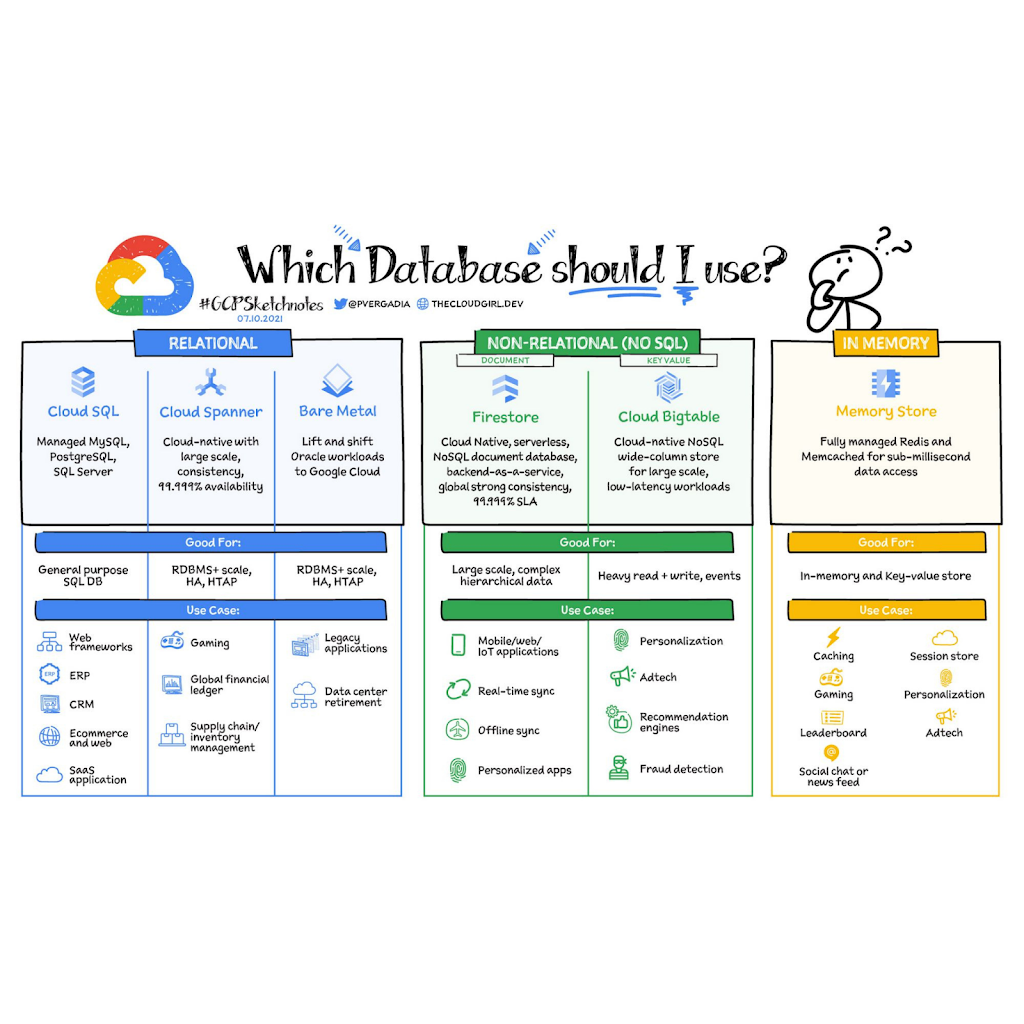 Which Database should I use?
#GCPSketchnotes @PVERGADIA THECLOUDGIRL.DEV
07.10.2021
RELATIONAL
Cloud SQL
Managed MySQL,
PostgreSQL,
SQL Server
Cloud Spanner
Cloud-native with
large scale,
consistency,
99.999% availability
Bare Metal
Lift and shift
Oracle workloads
to Google Cloud
Good For:
General purpose
SQL DB
RDBMS+ scale,
HA, HTAP
RDBMS+ scale,
HA, HTAP
Use Case:
Web
frameworks
ERP
ERP
CRM
Ecommerce
and web
SaaS
application
Gaming
Global financial
ledger
Supply chain/
inventory
management
Legacy
applications
Data center
retirement
NON-RELATIONAL (NO SQL)
DOCUMENT
KEY VALUE
Firestore
Cloud Native, serverless,
NoSQL document database,
backend-as-a-service,
global strong consistency,
99.999% SLA
Cloud Bigtable
Cloud-native NoSQL
wide-column store
for large scale,
low-latency workloads
Good For:
Large scale, complex
hierarchical data
Heavy read + write, events
Use Case:
Mobile/web/
IoT applications
Real-time sync
Offline sync
Personalized apps
Personalization
Adtech
Recommendation
engines
Fraud detection
???
IN MEMORY
Memory Store
Fully managed Redis and
Memcached for sub-millisecond
data access
Good For:
In-memory and Key-value store
Use Case:
Caching
Session store
Gaming
Personalization
Leaderboard
Adtech
Social chat or
news feed